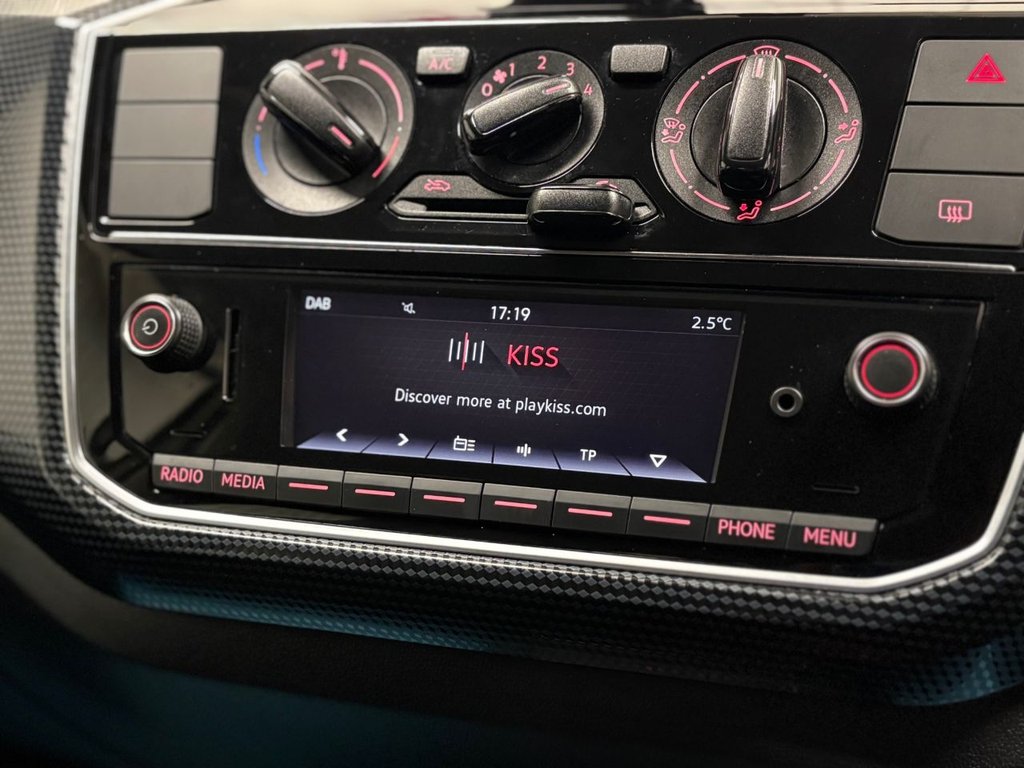 A/C
0 1 2 3 4
DAB 17:19 2.5°C
KISS
Discover more at playkiss.com
TP
RADIO MEDIA PHONE MENU